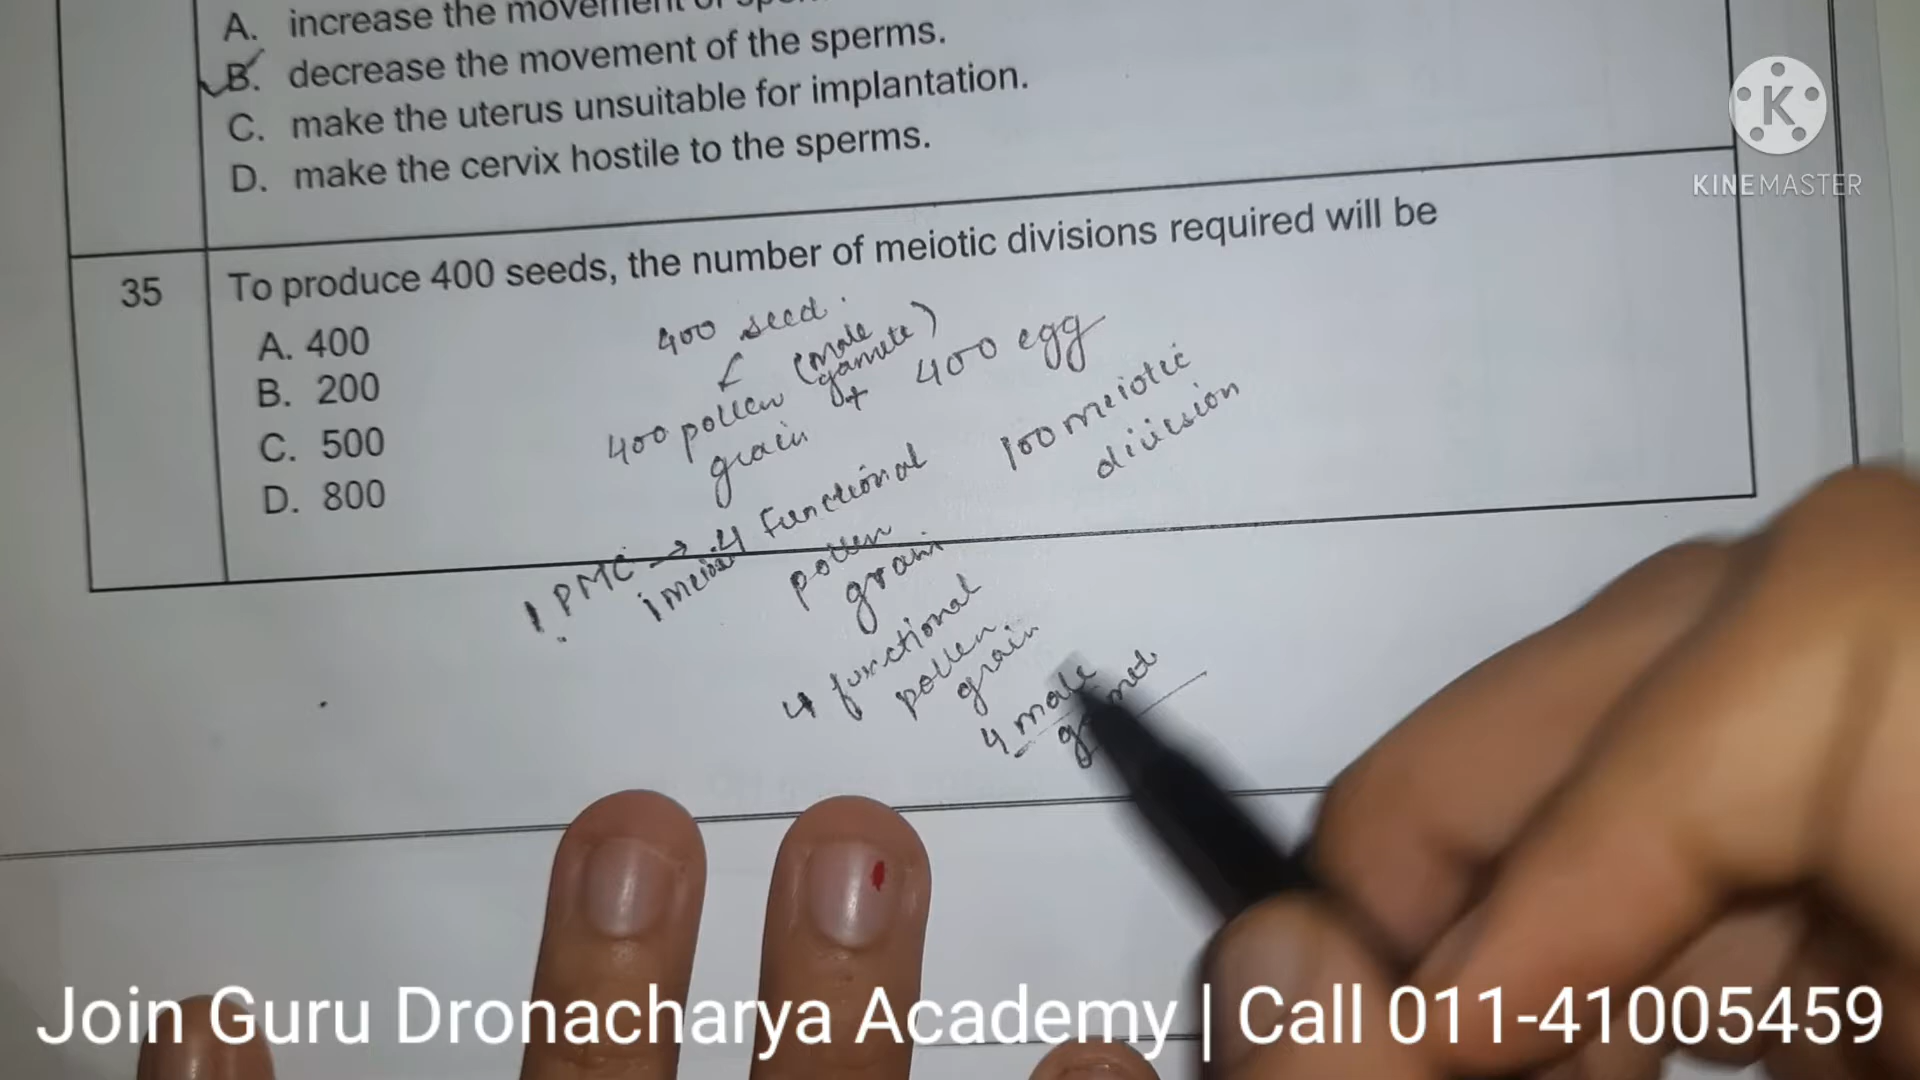 A. increase the movement of
B. decrease the movement of the sperms.
C. make the uterus unsuitable for implantation.
D. make the cervix hostile to the sperms.
K
KINEMASTER
35 To produce 400 seeds, the number of meiotic divisions required will be
A. 400
B. 200
C. 500
D. 800
400 seed
400 pollen grain (male gamete) + 400 egg
100 meiotic
division
1 PMC → 4 functional
pollen
grain
4 functional
pollen
grain
4 male
Join Guru Dronacharya Academy | Call 011-41005459